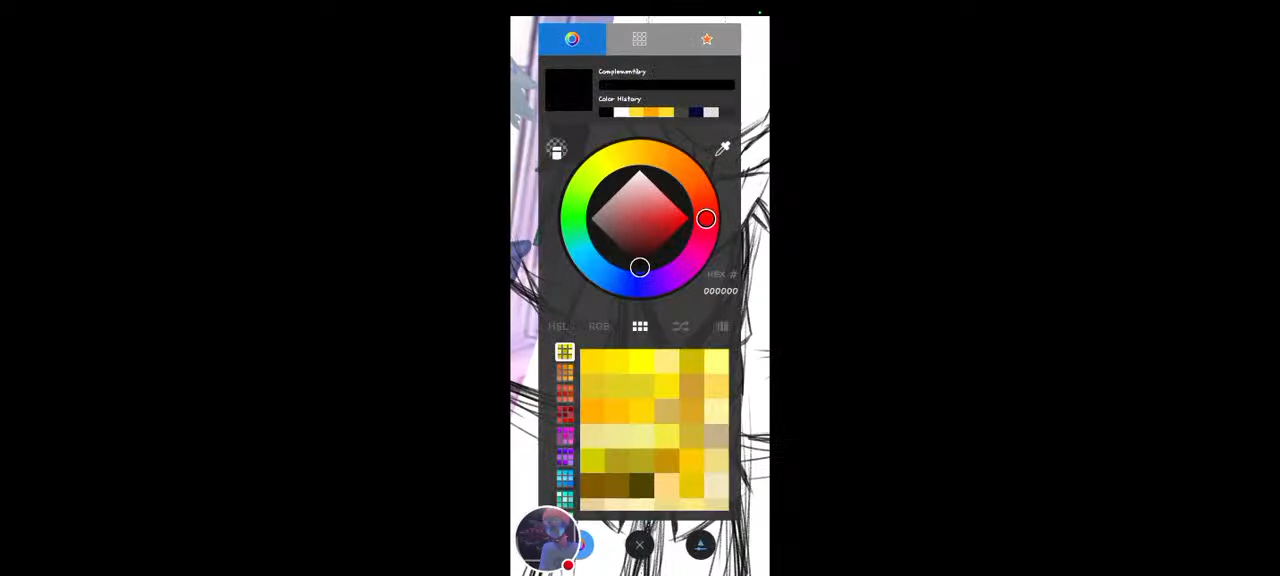 Complementary
Color History
HEX #
000000
HSL RGB